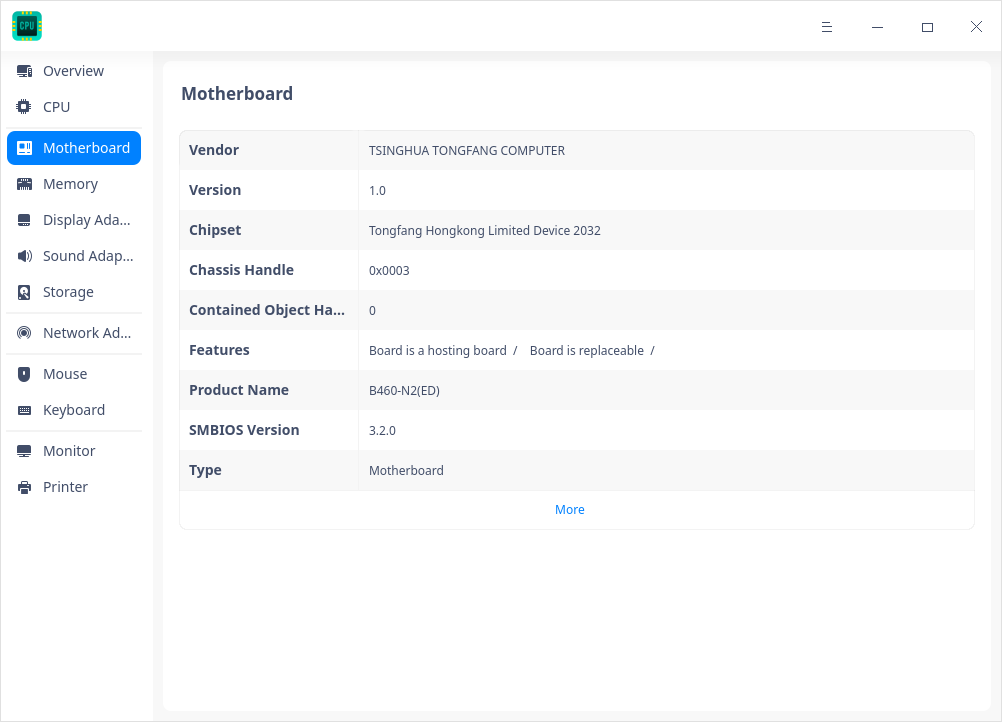 CPU
Overview
CPU
Motherboard
Memory
Display Ada...
Sound Adap...
Storage
Network Ad...
Mouse
Keyboard
Monitor
Printer
Motherboard
Vendor TSINGHUA TONGFANG COMPUTER
Version 1.0
Chipset Tongfang Hongkong Limited Device 2032
Chassis Handle 0x0003
Contained Object Ha... 0
Features Board is a hosting board / Board is replaceable /
Product Name B460-N2(ED)
SMBIOS Version 3.2.0
Type Motherboard
More